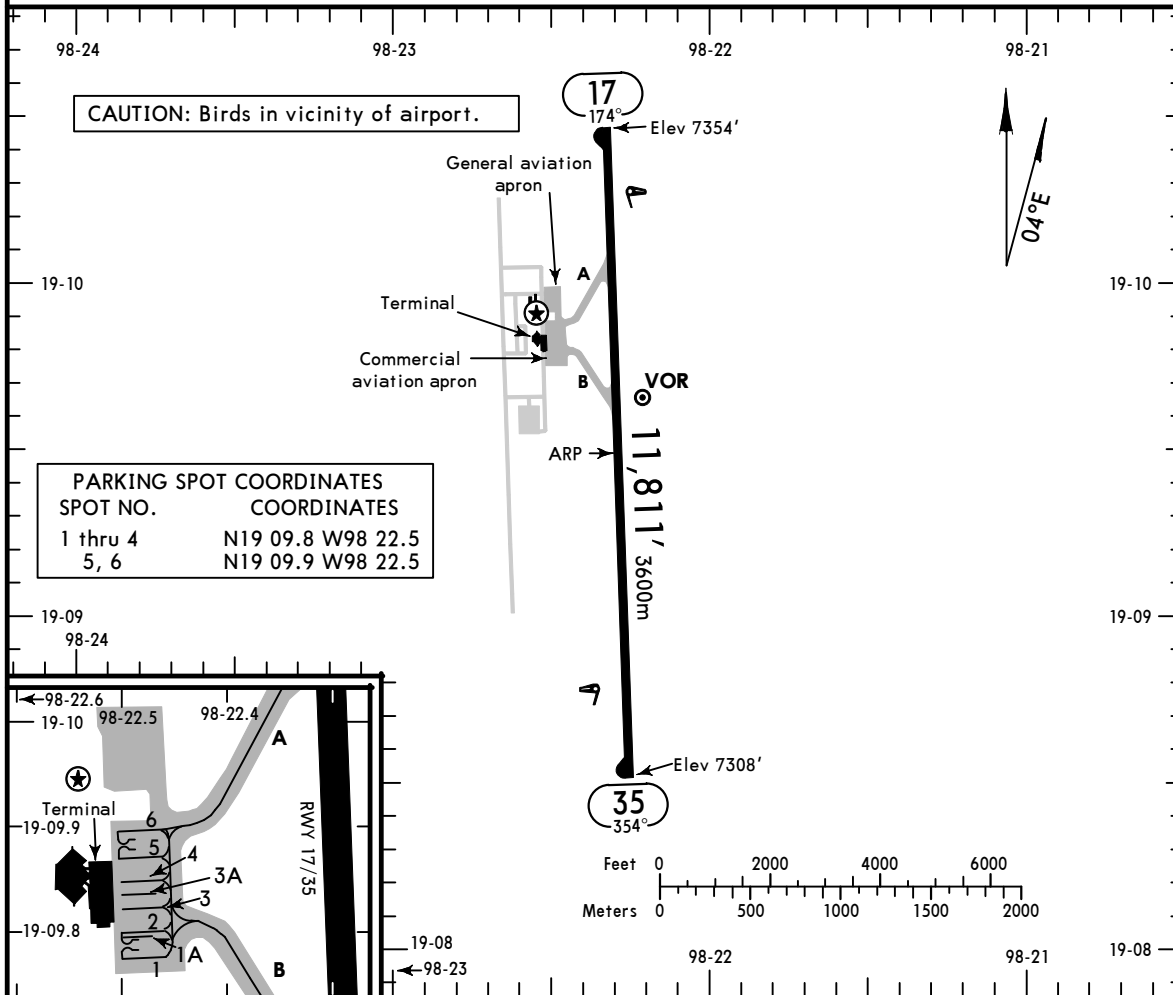 98-24
98-23
98-22
98-21
CAUTION: Birds in vicinity of airport.
17
174°
Elev 7354'
General aviation
apron
04°E
A
19-10
19-10
Terminal
Commercial
aviation apron
B
VOR
ARP
11,811'
3600m
PARKING SPOT COORDINATES
SPOT NO. COORDINATES
1 thru 4 N19 09.8 W98 22.5
5, 6 N19 09.9 W98 22.5
19-09
19-09
98-24
98-22.6
19-10
98-22.5
98-22.4
A
Terminal
RWY 17/35
19-09.9
6
5
4
3A
3
2
19-09.8
1A
1
B
Elev 7308'
35
354°
Feet 0 2000 4000 6000
Meters 0 500 1000 1500 2000
19-08
19-08
98-23
98-22
98-21